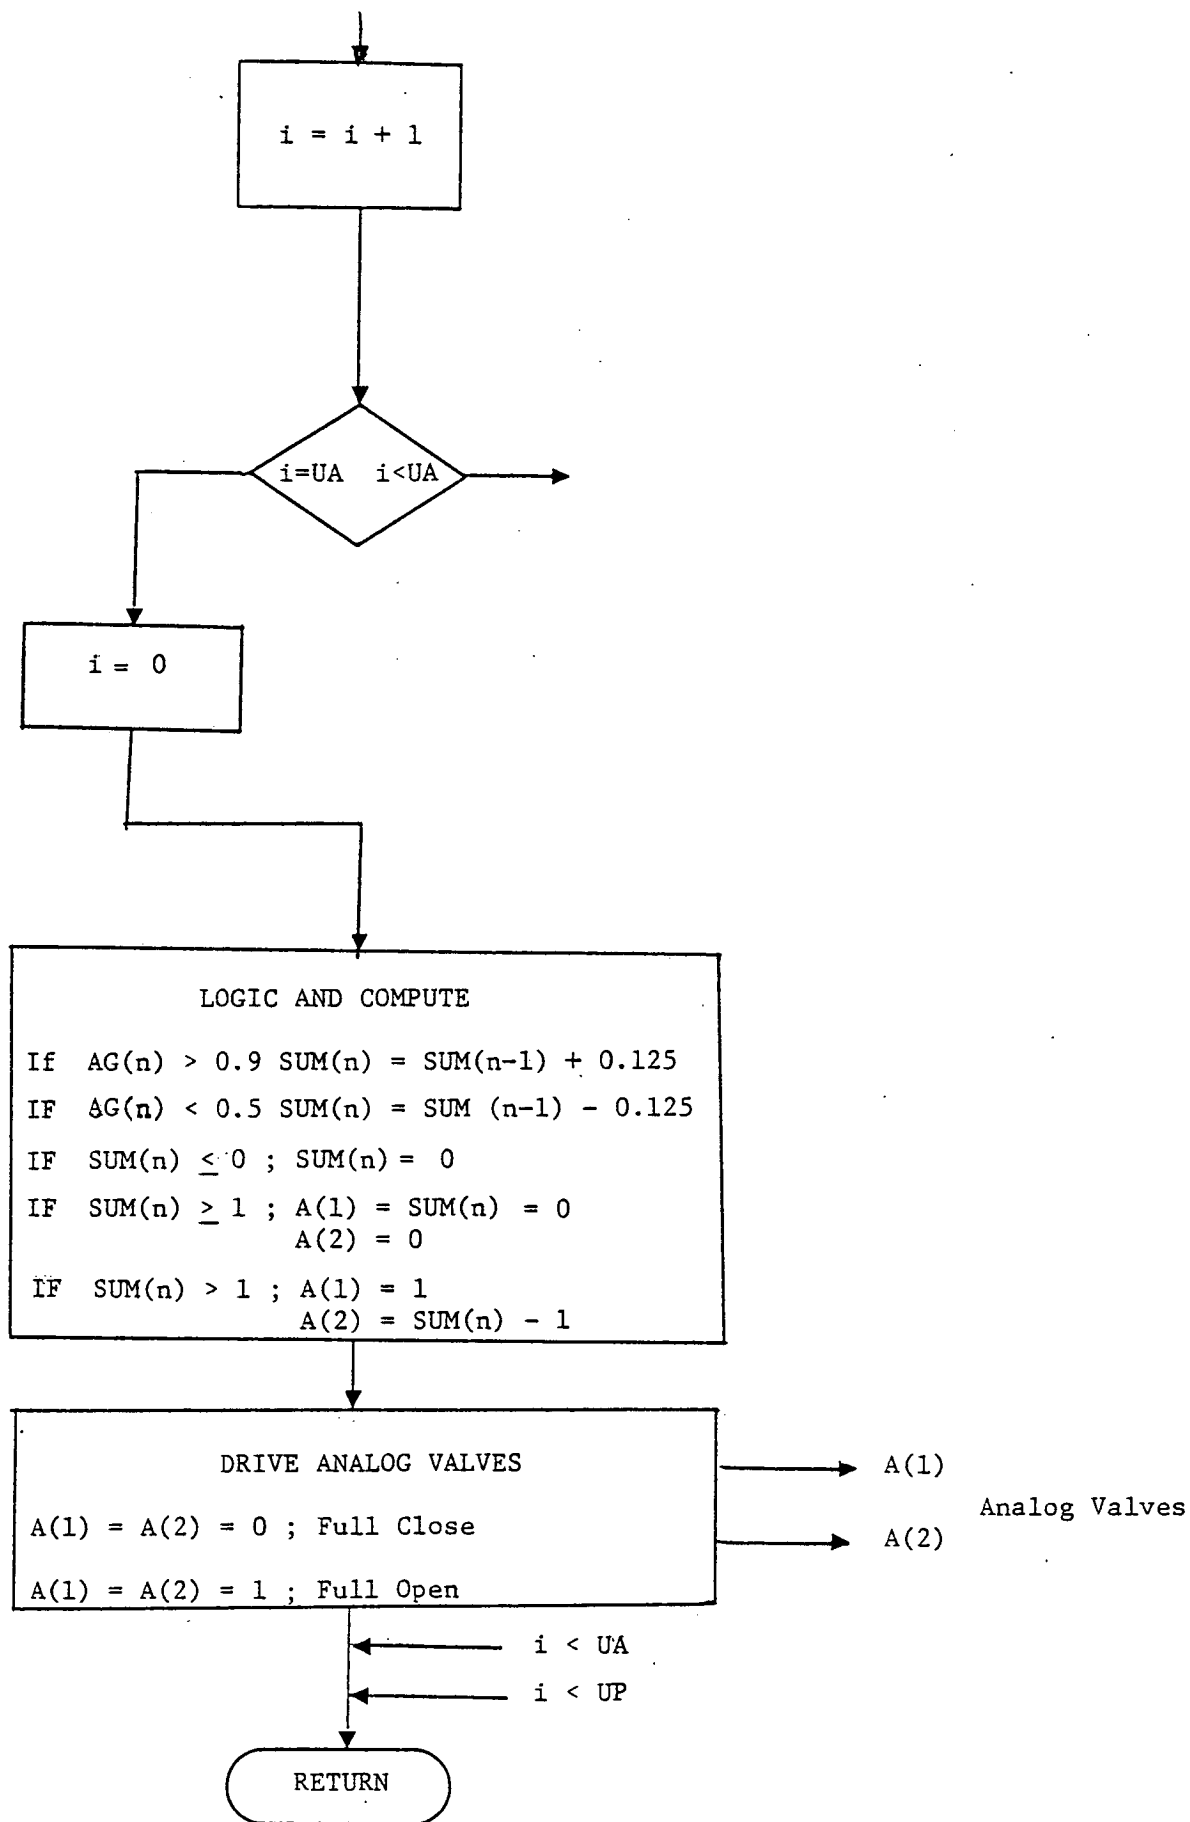 i = i + 1
i=UA i<UA
i = 0
LOGIC AND COMPUTE
If AG(n) > 0.9 SUM(n) = SUM(n-1) + 0.125
IF AG(n) < 0.5 SUM(n) = SUM (n-1) - 0.125
IF SUM(n) ≤ 0 ; SUM(n) = 0
IF SUM(n) ≥ 1 ; A(1) = SUM(n) = 0
A(2) = 0
IF SUM(n) > 1 ; A(1) = 1
A(2) = SUM(n) - 1
DRIVE ANALOG VALVES
A(1) = A(2) = 0 ; Full Close
A(1) = A(2) = 1 ; Full Open
A(1)
Analog Valves
A(2)
i < UA
i < UP
RETURN